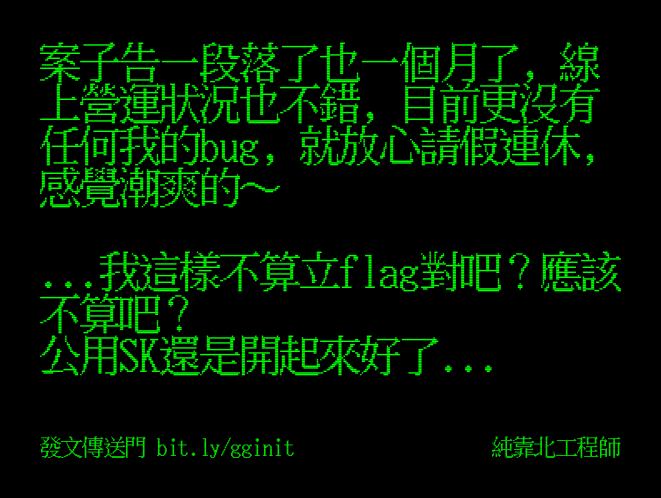 案子告一段落了也一個月了, 線
上營運狀況也不錯, 目前更沒有
任何我的bug, 就放心請假連休,
感覺潮爽的～
...我這樣不算立flag對吧？應該
不算吧？
公用SK還是開起來好了...
發文傳送門 bit.ly/gginit
純靠北工程師